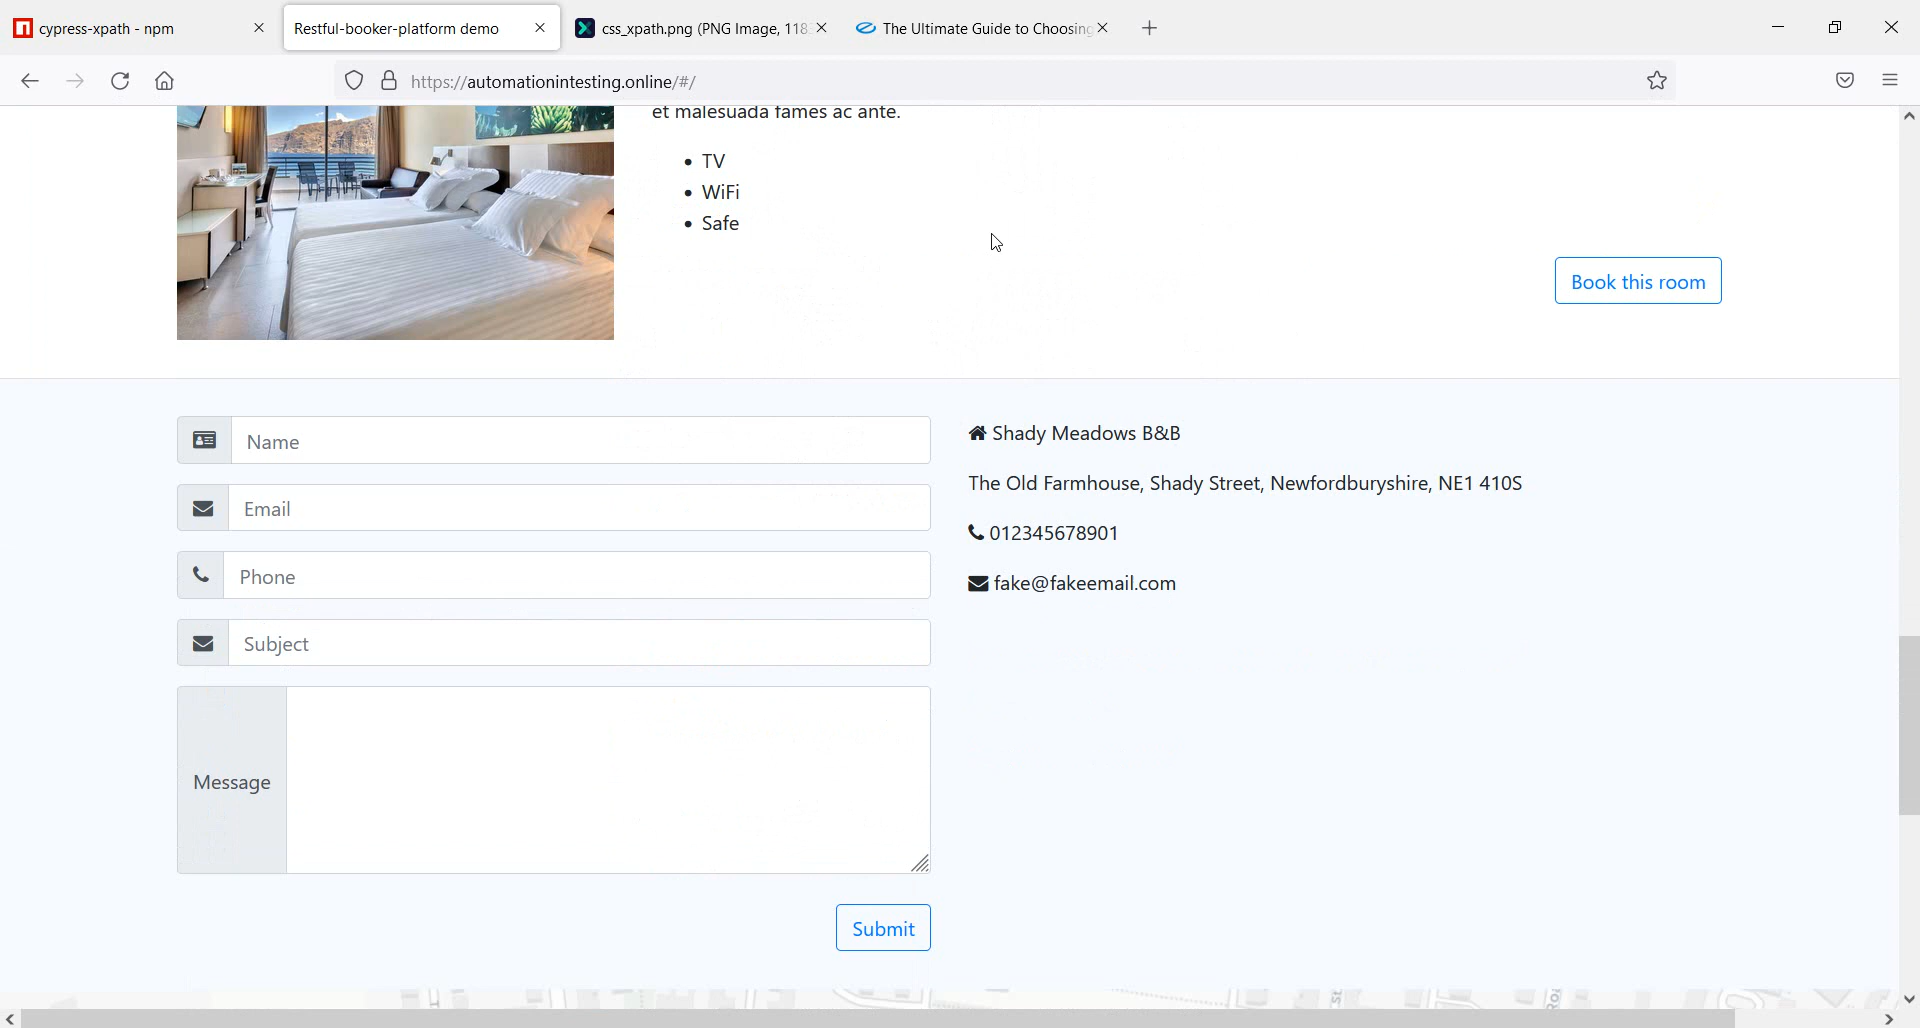 cypress-xpath - npm
Restful-booker-platform demo
css_xpath.png (PNG Image, 118
The Ultimate Guide to Choosing
https://automationintesting.online/#/
et malesuada fames ac ante.
TV
WiFi
Safe
Book this room
Name
Email
Phone
Subject
Message
Submit
Shady Meadows B&B
The Old Farmhouse, Shady Street, Newfordburyshire, NE1 410S
012345678901
fake@fakeemail.com